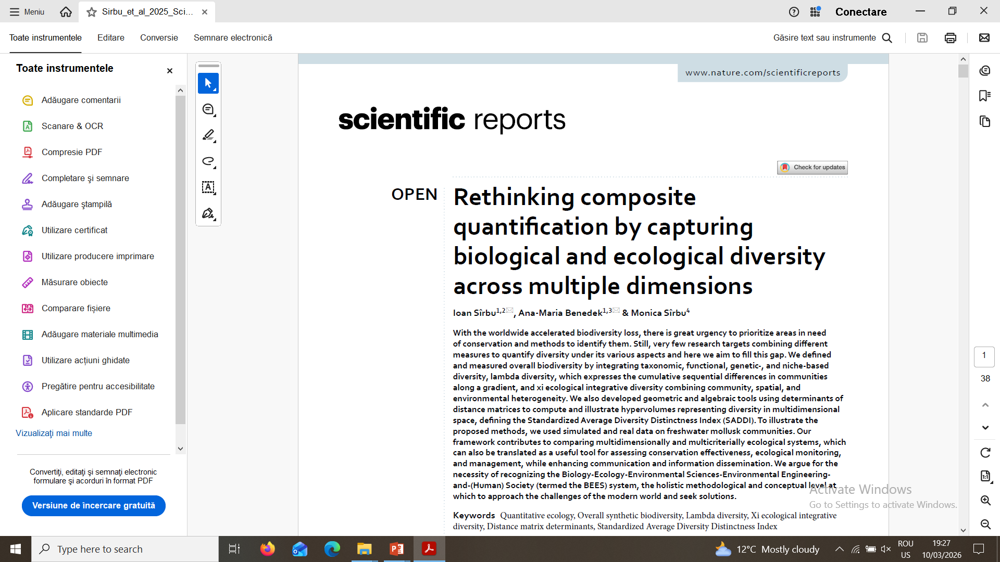 Meniu
Sirbu_et_al_2025_Sci...
Conectare
Toate instrumentele
Editare
Conversie
Semnare electronică
Găsire text sau instrumente
Toate instrumentele
Adăugare comentarii
Scanare & OCR
Compresie PDF
Completare şi semnare
Adăugare ştampilă
Utilizare certificat
Utilizare producere imprimare
Măsurare obiecte
Comparare fișiere
Adăugare materiale multimedia
Utilizare acțiuni ghidate
Pregătire pentru accesibilitate
Aplicare standarde PDF
Vizualizaţi mai multe
Convertiţi, editaţi şi semnaţi electronic
formulare şi acorduri în format PDF
Versiune de încercare gratuită
www.nature.com/scientificreports
scientific reports
Check for updates
OPEN
Rethinking composite
quantification by capturing
biological and ecological diversity
across multiple dimensions
Ioan Sîrbu1,2✉, Ana-Maria Benedek1,3✉ & Monica Sîrbu4
With the worldwide accelerated biodiversity loss, there is great urgency to prioritize areas in need
of conservation and methods to identify them. Still, very few research targets combining different
measures to quantify diversity under its various aspects and here we aim to fill this gap. We defined
and measured overall biodiversity by integrating taxonomic, functional, genetic-, and niche-based
diversity, lambda diversity, which expresses the cumulative sequential differences in communities
along a gradient, and xi ecological integrative diversity combining community, spatial, and
environmental heterogeneity. We also developed geometric and algebraic tools using determinants of
distance matrices to compute and illustrate hypervolumes representing diversity in multidimensional
space, defining the Standardized Average Diversity Distinctness Index (SADDI). To illustrate the
proposed methods, we used simulated and real data on freshwater mollusk communities. Our
framework contributes to comparing multidimensionally and multicriterially ecological systems, which
can also be translated as a useful tool for assessing conservation effectiveness, ecological monitoring,
and management, while enhancing communication and information dissemination. We argue for the
necessity of recognizing the Biology-Ecology-Environmental Sciences-Environmental Engineering-
and-(Human) Society (termed the BEES) system, the holistic methodological and conceptual level at
which to approach the challenges of the modern world and seek solutions.
Keywords Quantitative ecology, Overall synthetic biodiversity, Lambda diversity, Xi ecological integrative
diversity, Distance matrix determinants, Standardized Average Diversity Distinctness Index
1
38
1:1
Activate Windows
Go to Settings to activate Windows.
Type here to search
12°C Mostly cloudy
ROU
US
19:27
10/03/2026